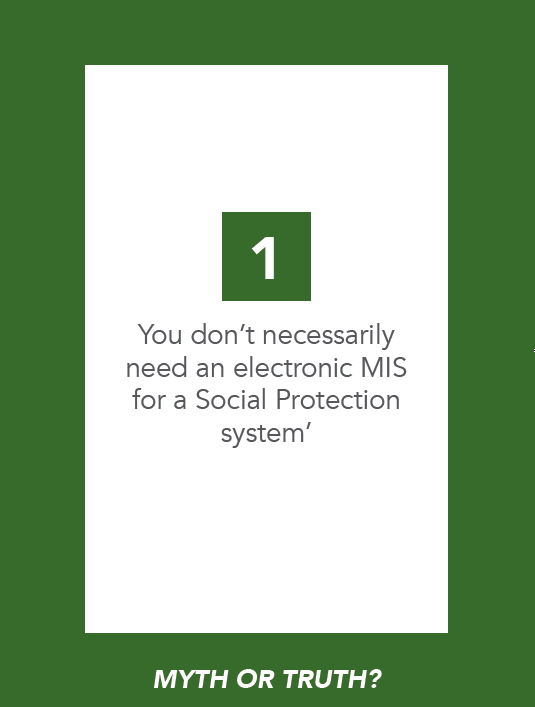 1
You don’t necessarily
need an electronic MIS
for a Social Protection
system’
MYTH OR TRUTH?